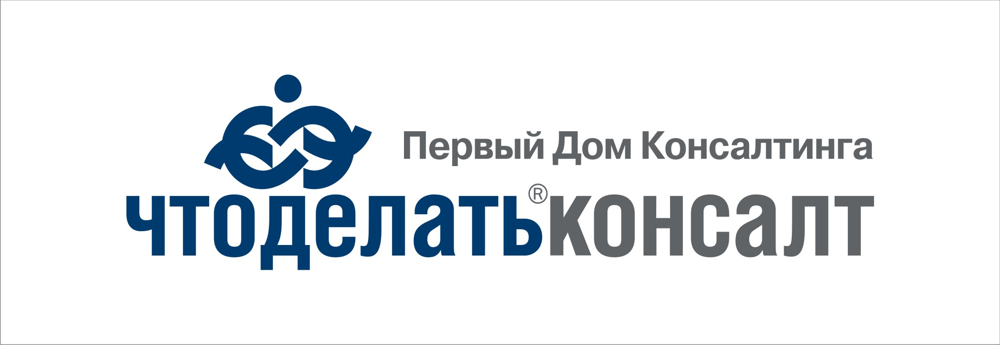 Первый Дом Консалтинга
чтоделать®консалт